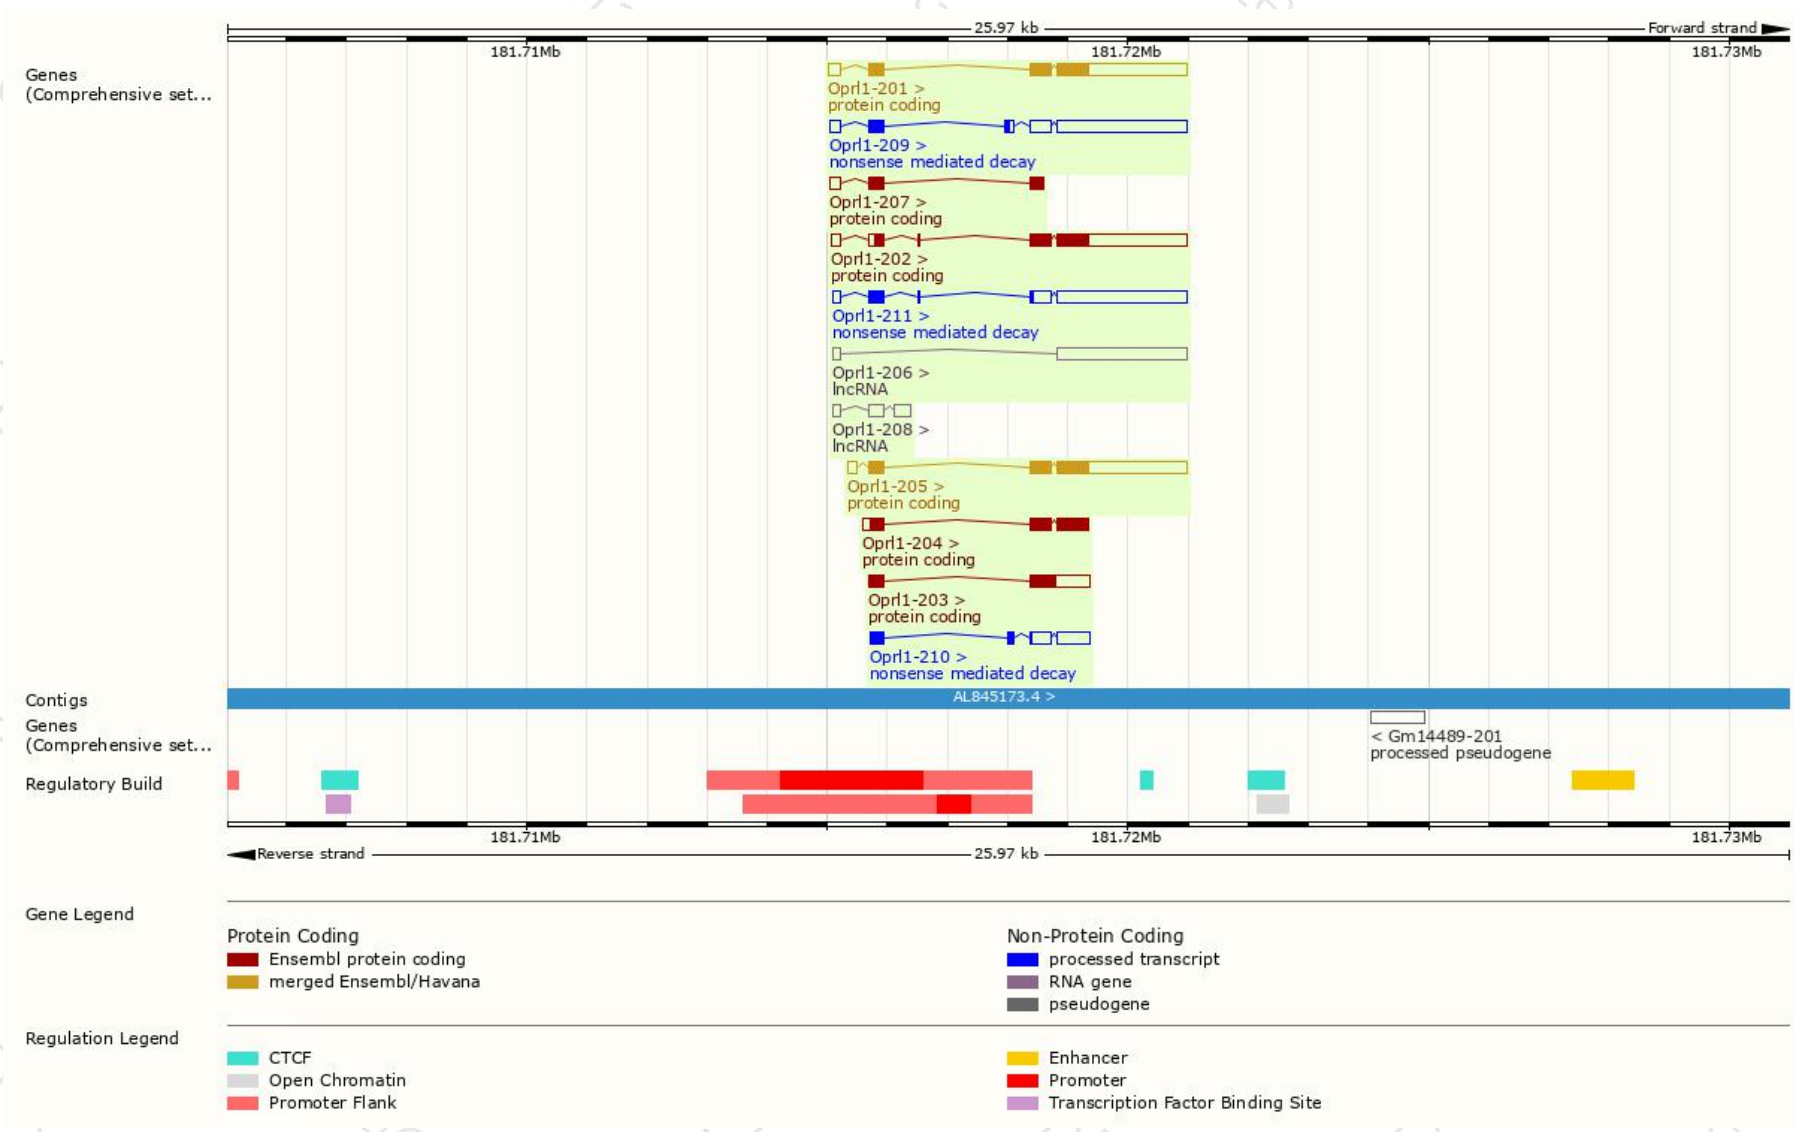 25.97 kb
Forward strand
181.71Mb
181.72Mb
181.73Mb
Genes
(Comprehensive set...
Oprl1-201 >
protein coding
Oprl1-209 >
nonsense mediated decay
Oprl1-207 >
protein coding
Oprl1-202 >
protein coding
Oprl1-211 >
nonsense mediated decay
Oprl1-206 >
lncRNA
Oprl1-208 >
lncRNA
Oprl1-205 >
protein coding
Oprl1-204 >
protein coding
Oprl1-203 >
protein coding
Oprl1-210 >
nonsense mediated decay
Contigs
AL845173.4 >
Genes
(Comprehensive set...
< Gm14489-201
processed pseudogene
Regulatory Build
181.71Mb
181.72Mb
181.73Mb
Reverse strand
25.97 kb
Gene Legend
Protein Coding
Ensembl protein coding
merged Ensembl/Havana
Non-Protein Coding
processed transcript
RNA gene
pseudogene
Regulation Legend
CTCF
Open Chromatin
Promoter Flank
Enhancer
Promoter
Transcription Factor Binding Site